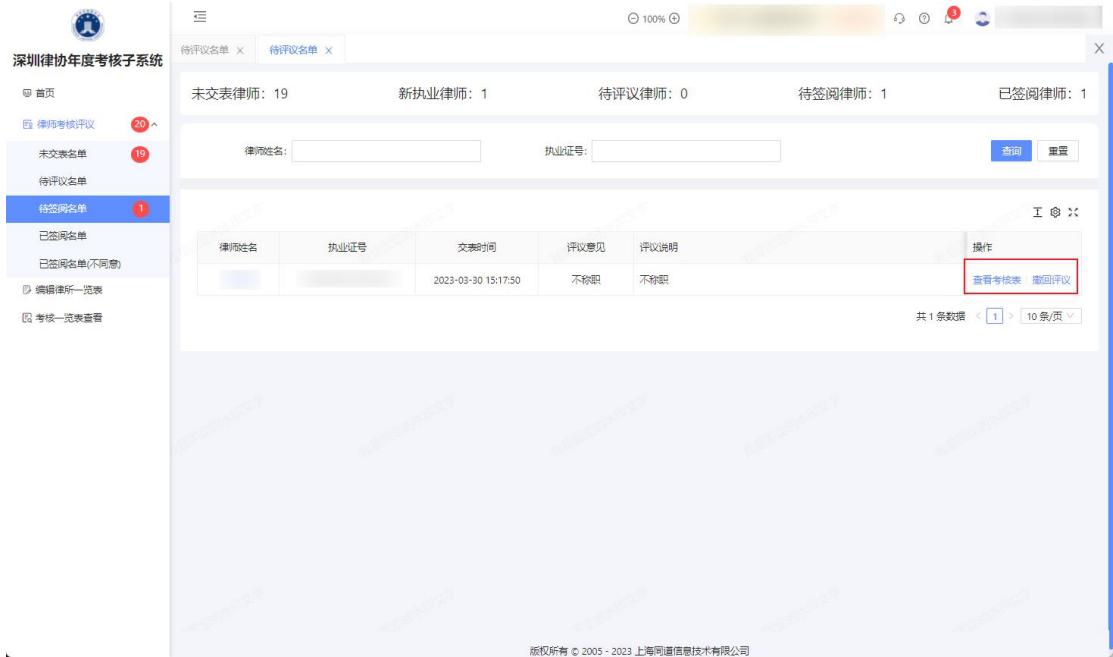 100%
3
深圳律协年度考核子系统
待评议名单 ×
待评议名单 ×
首页
律师考核评议 20
未交表名单 19
待评议名单
待签阅名单 1
已签阅名单
已签阅名单(不同意)
编辑律所一览表
考核一览表查看
未交表律师: 19 新执业律师: 1 待评议律师: 0 待签阅律师: 1 已签阅律师: 1
律师姓名: 执业证号: 查询 重置
律师姓名 执业证号 交表时间 评议意见 评议说明 操作
2023-03-30 15:17:50 不称职 不称职 查看考核表 撤回评议
共 1 条数据 < 1 > 10 条/页
版权所有 © 2005 - 2023 上海同道信息技术有限公司